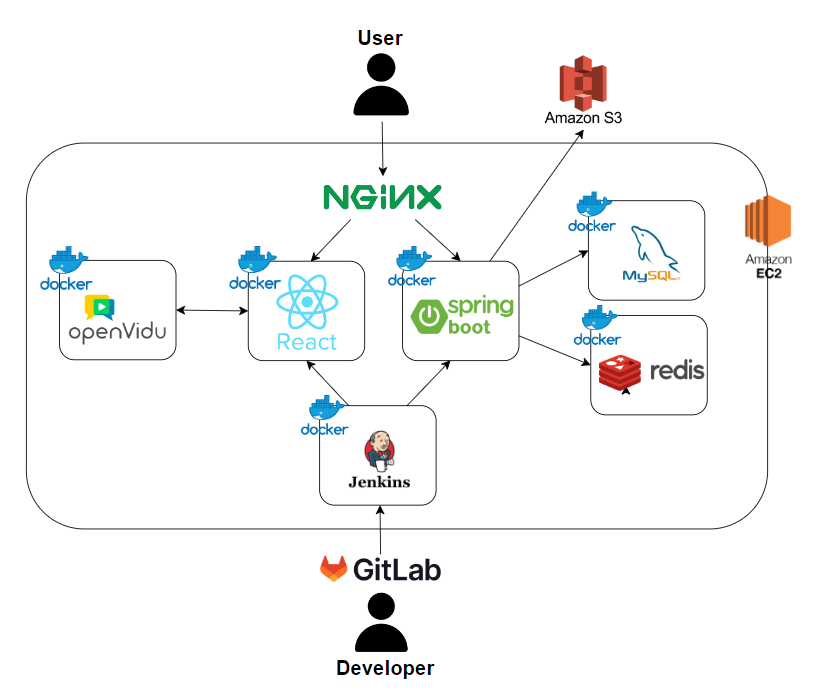 User
Amazon S3
NGINX
docker
MySQL
Amazon
EC2
docker
openVidu
docker
React
docker
spring
boot
docker
redis
docker
Jenkins
GitLab
Developer